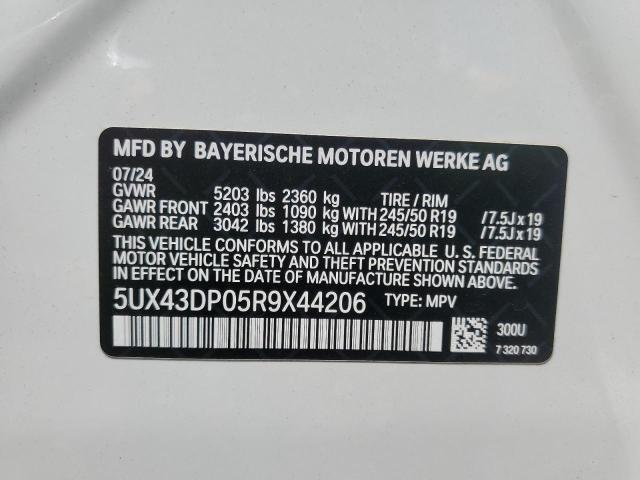 MFD BY BAYERISCHE MOTOREN WERKE AG
07/24
GVWR 5203 lbs 2360 kg TIRE / RIM
GAWR FRONT 2403 lbs 1090 kg WITH 245/50 R19 /7.5J x 19
GAWR REAR 3042 lbs 1380 kg WITH 245/50 R19 /7.5J x 19
THIS VEHICLE CONFORMS TO ALL APPLICABLE U. S. FEDERAL
MOTOR VEHICLE SAFETY AND THEFT PREVENTION
STANDARDS IN EFFECT ON THE DATE OF MANUFACTURE SHOWN ABOVE.
5UX43DP05R9X44206 TYPE: MPV
300U
7 320 730